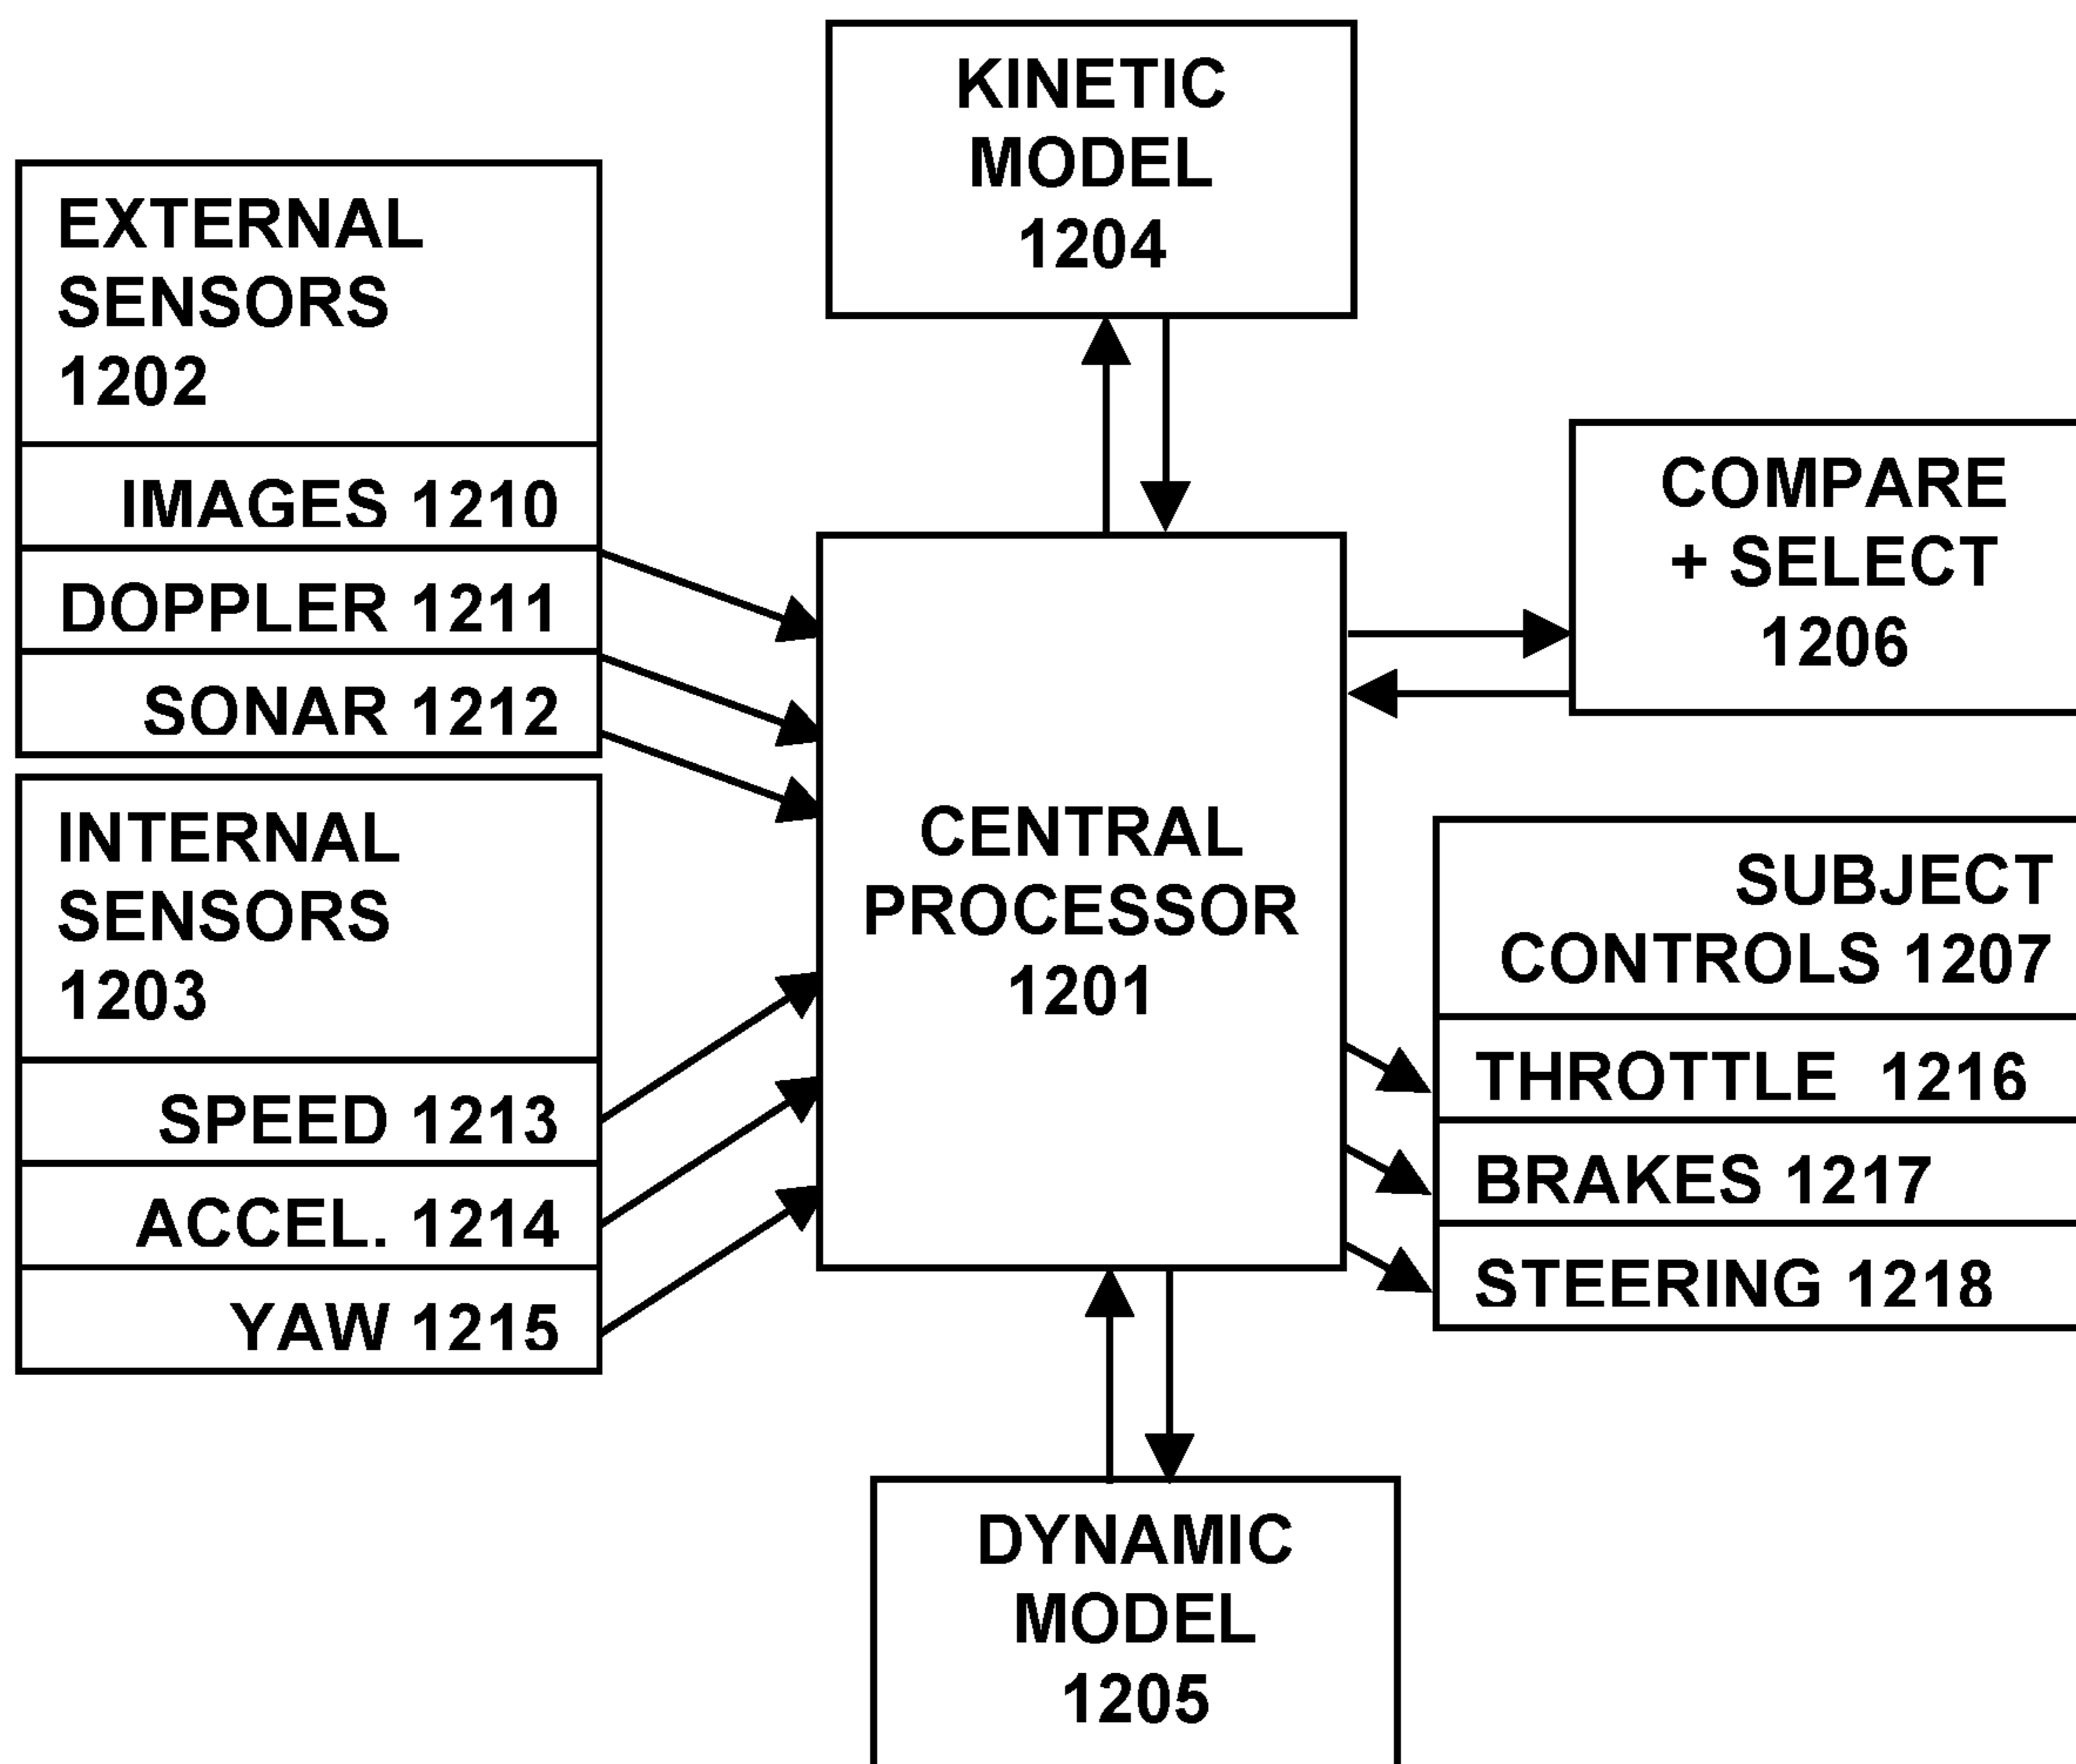 KINETIC
MODEL
1204
EXTERNAL
SENSORS
1202
IMAGES 1210
DOPPLER 1211
SONAR 1212
COMPARE
+ SELECT
1206
INTERNAL
SENSORS
1203
SPEED 1213
ACCEL. 1214
YAW 1215
CENTRAL
PROCESSOR
1201
SUBJECT
CONTROLS 1207
THROTTLE 1216
BRAKES 1217
STEERING 1218
DYNAMIC
MODEL
1205